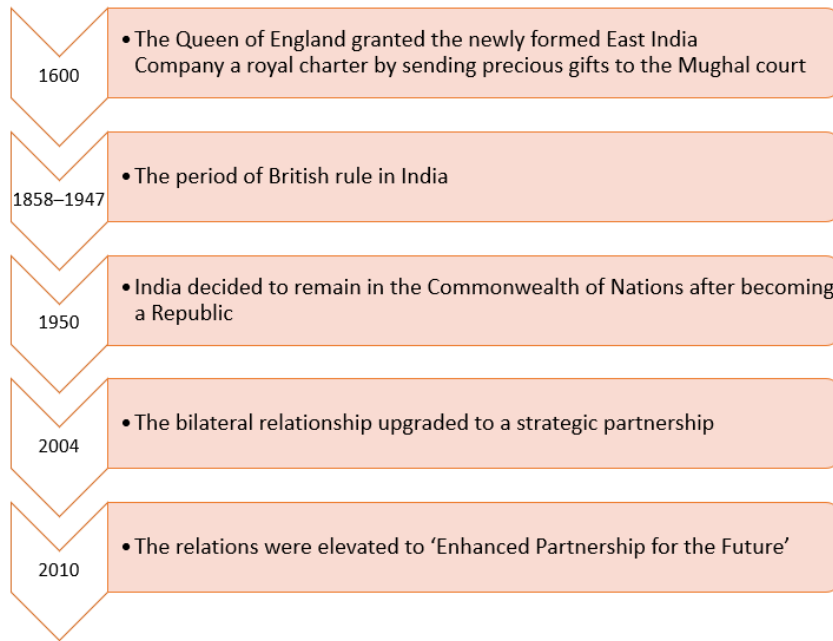 1600
• The Queen of England granted the newly formed East India
Company a royal charter by sending precious gifts to the Mughal court
1858–1947
• The period of British rule in India
1950
• India decided to remain in the Commonwealth of Nations after becoming
a Republic
2004
• The bilateral relationship upgraded to a strategic partnership
2010
• The relations were elevated to ‘Enhanced Partnership for the Future’